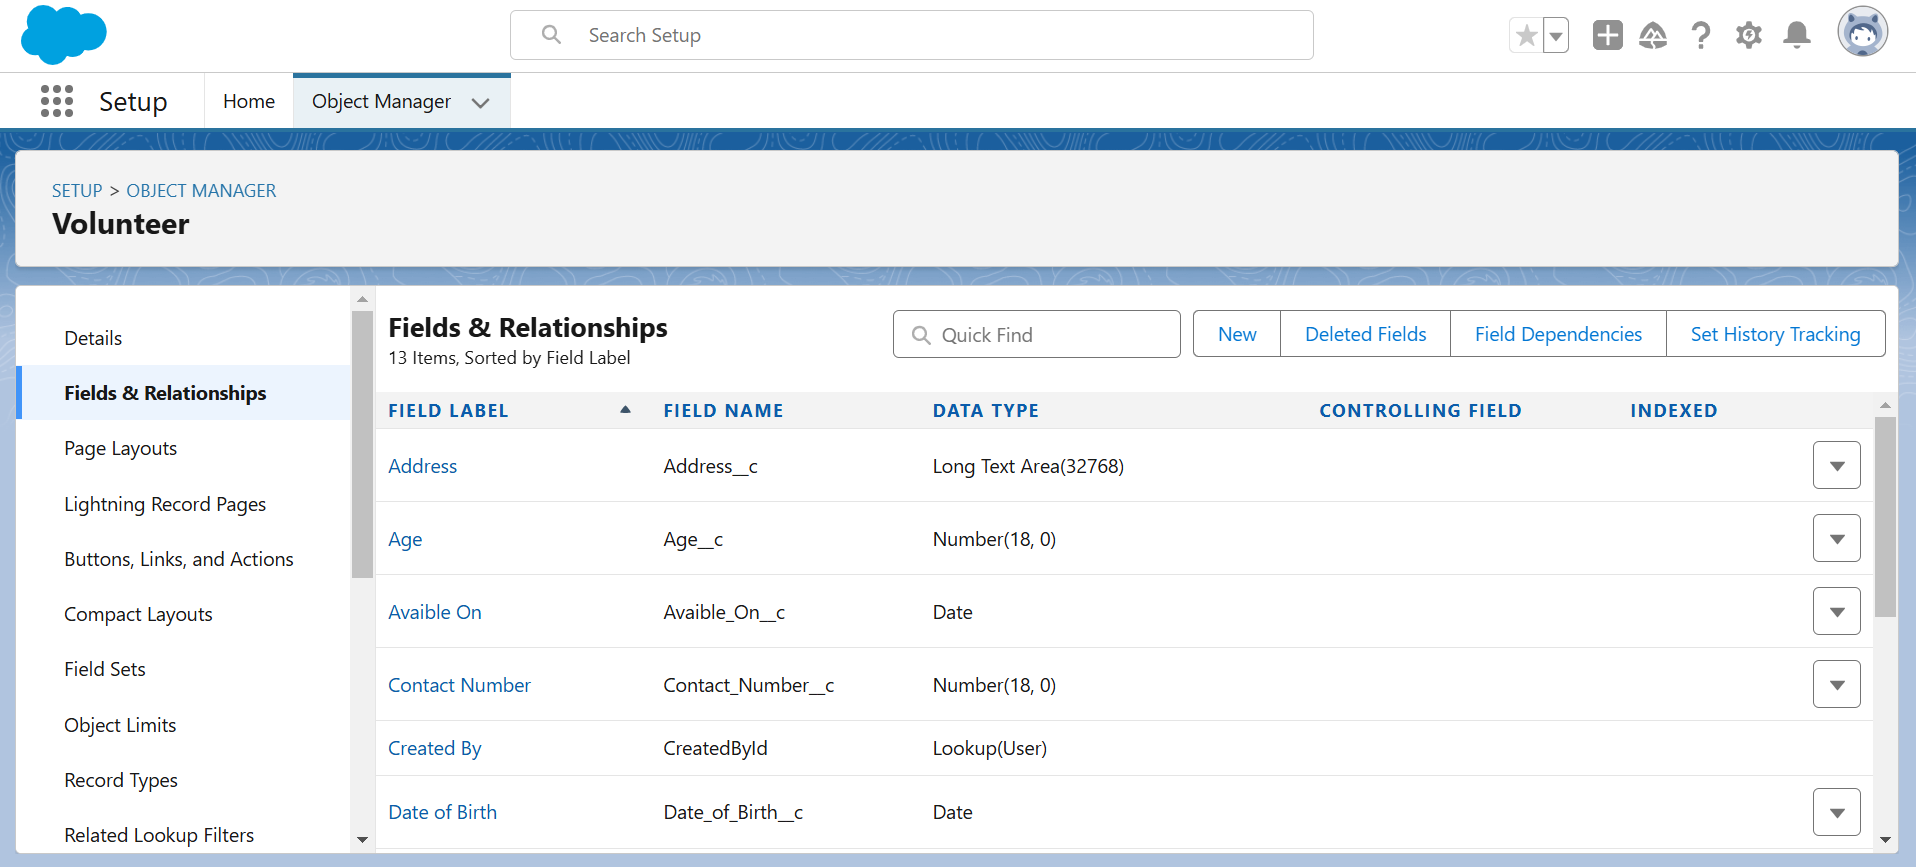 Search Setup
Setup
Home
Object Manager
SETUP > OBJECT MANAGER
Volunteer
Details
Fields & Relationships
Page Layouts
Lightning Record Pages
Buttons, Links, and Actions
Compact Layouts
Field Sets
Object Limits
Record Types
Related Lookup Filters
Fields & Relationships
13 Items, Sorted by Field Label
Quick Find
New
Deleted Fields
Field Dependencies
Set History Tracking
FIELD LABEL FIELD NAME DATA TYPE CONTROLLING FIELD INDEXED
Address Address__c Long Text Area(32768)
Age Age__c Number(18, 0)
Avaible On Avaible_On__c Date
Contact Number Contact_Number__c Number(18, 0)
Created By CreatedById Lookup(User)
Date of Birth Date_of_Birth__c Date